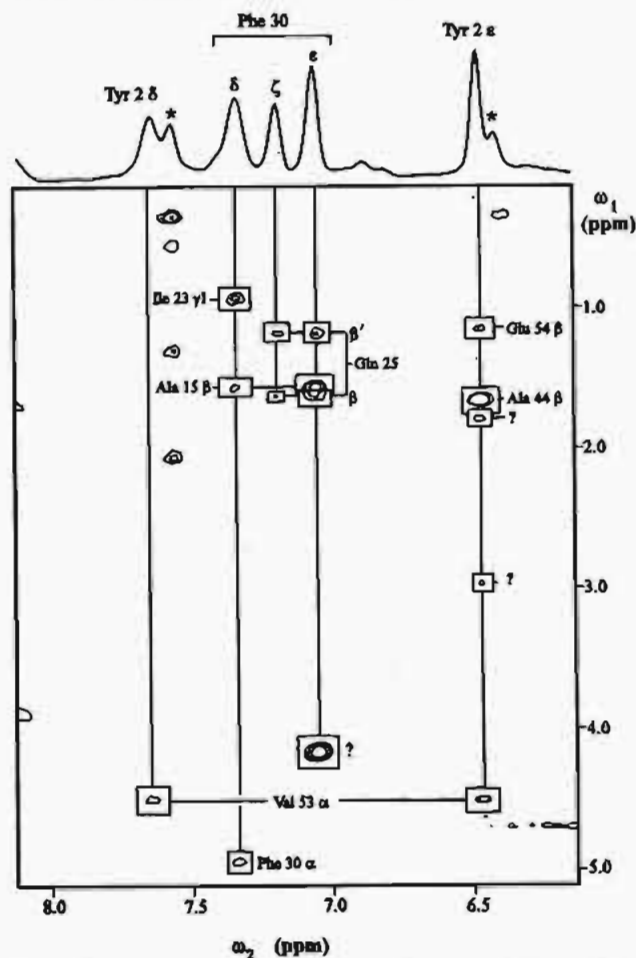 Phe 30
Tyr 2 ε
Tyr 2 δ
*
δ
ζ
ε
*
ω1
(ppm)
Ile 23 γ1
1.0
β'
Glu 54 β
Gln 25
Ala 15 β
β
Ala 44 β
?
2.0
?
3.0
?
4.0
Val 53 α
Phe 30 α
5.0
8.0
7.5
7.0
6.5
ω2 (ppm)